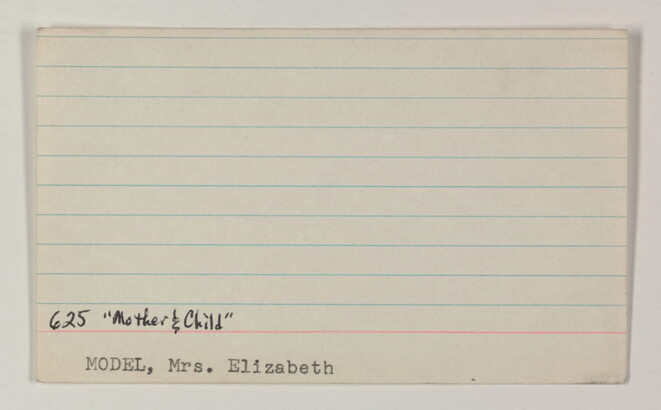 625 "Mother & Child"
MODEL, Mrs. Elizabeth